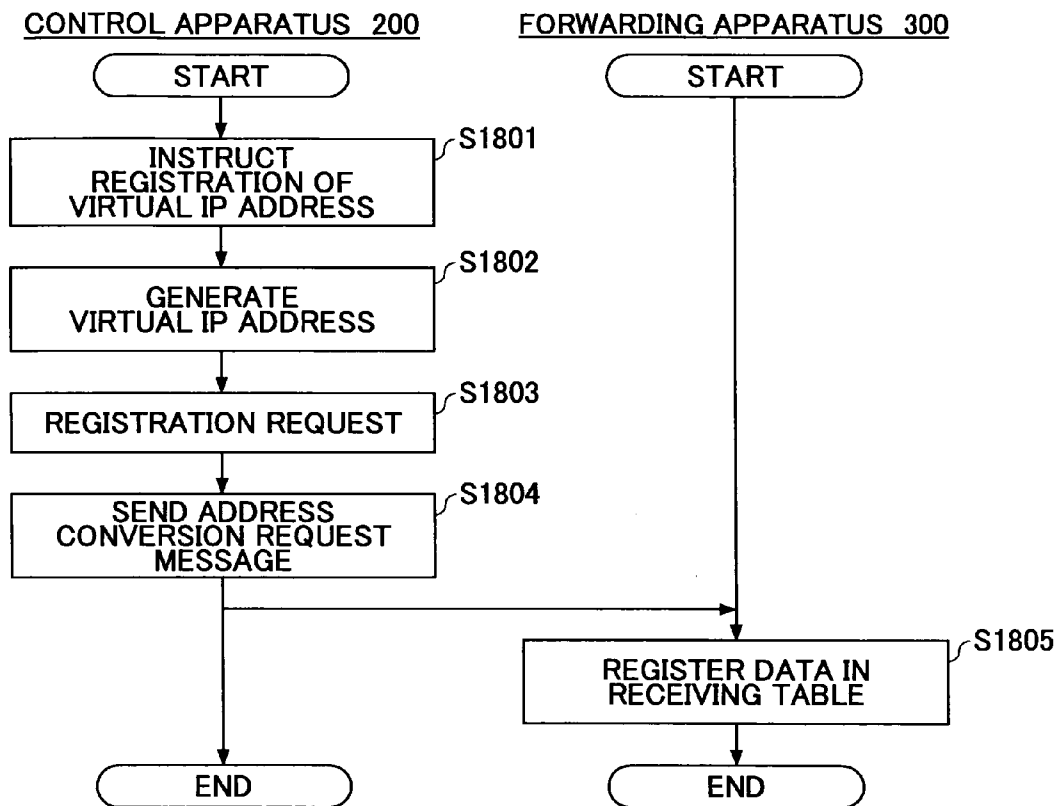 CONTROL APPARATUS 200
FORWARDING APPARATUS 300
START
START
S1801
INSTRUCT
REGISTRATION OF
VIRTUAL IP ADDRESS
S1802
GENERATE
VIRTUAL IP ADDRESS
S1803
REGISTRATION REQUEST
S1804
SEND ADDRESS
CONVERSION REQUEST
MESSAGE
S1805
REGISTER DATA IN
RECEIVING TABLE
END
END